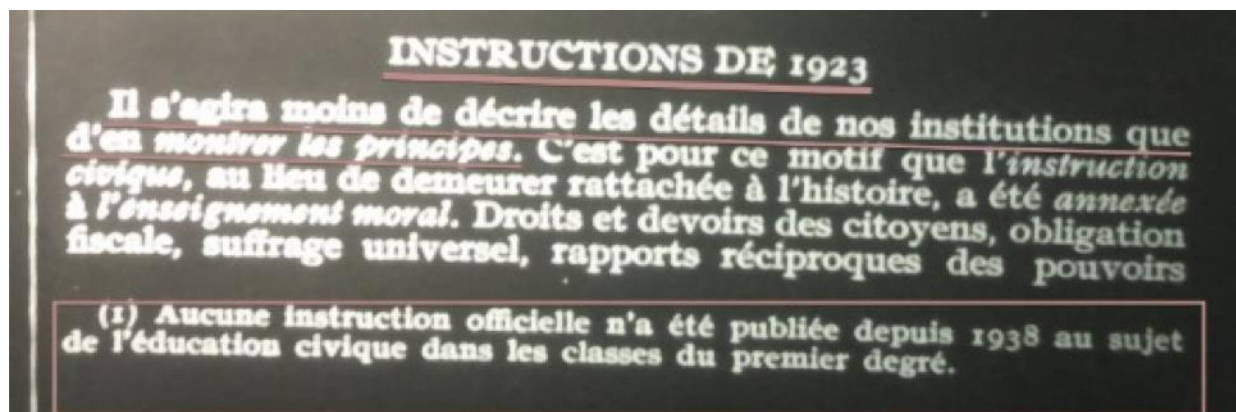 INSTRUCTIONS DE 1923
Il s'agira moins de décrire les détails de nos institutions que
d'en montrer les principes. C'est pour ce motif que l'instruction
civique, au lieu de demeurer rattachée à l'histoire, a été annexée
à l'enseignement moral. Droits et devoirs des citoyens, obligation
fiscale, suffrage universel, rapports réciproques des pouvoirs
(1) Aucune instruction officielle n'a été publiée depuis 1938 au sujet
de l'éducation civique dans les classes du premier degré.